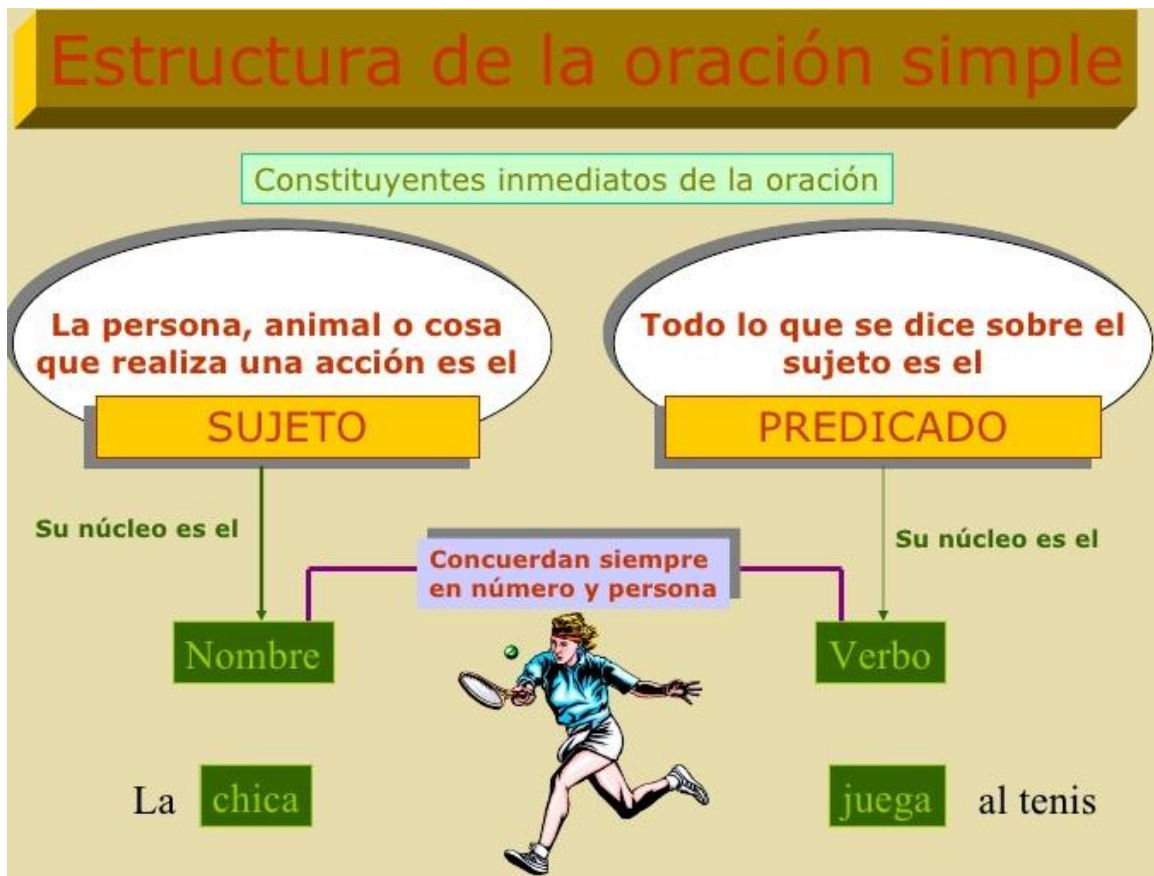 Estructura de la oración simple
Constituyentes inmediatos de la oración
La persona, animal o cosa
que realiza una acción es el
SUJETO
Todo lo que se dice sobre el
sujeto es el
PREDICADO
Su núcleo es el
Su núcleo es el
Concuerdan siempre
en número y persona
Nombre
Verbo
La chica
juega al tenis